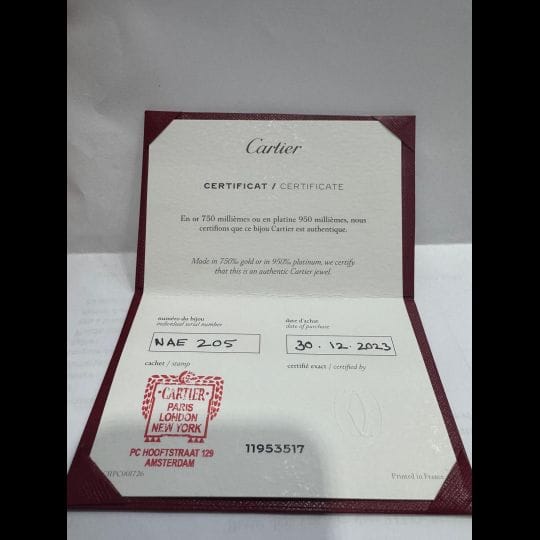 Cartier
CERTIFICAT / CERTIFICATE
En or 750 millièmes ou en platine 950 millièmes, nous
certifions que ce bijou Cartier est authentique.
Made in 750‰ gold or in 950‰ platinum, we certify
that this is an authentic Cartier jewel.
numéro du bijou
individual serial number
date d'achat
date of purchase
NAE 205
30.12.2023
cachet / stamp
certifié exact / certified by
CARTIER
PARIS
LONDON
NEW YORK
PC HOOFTSTRAAT 129
AMSTERDAM
11953517
Printed in France